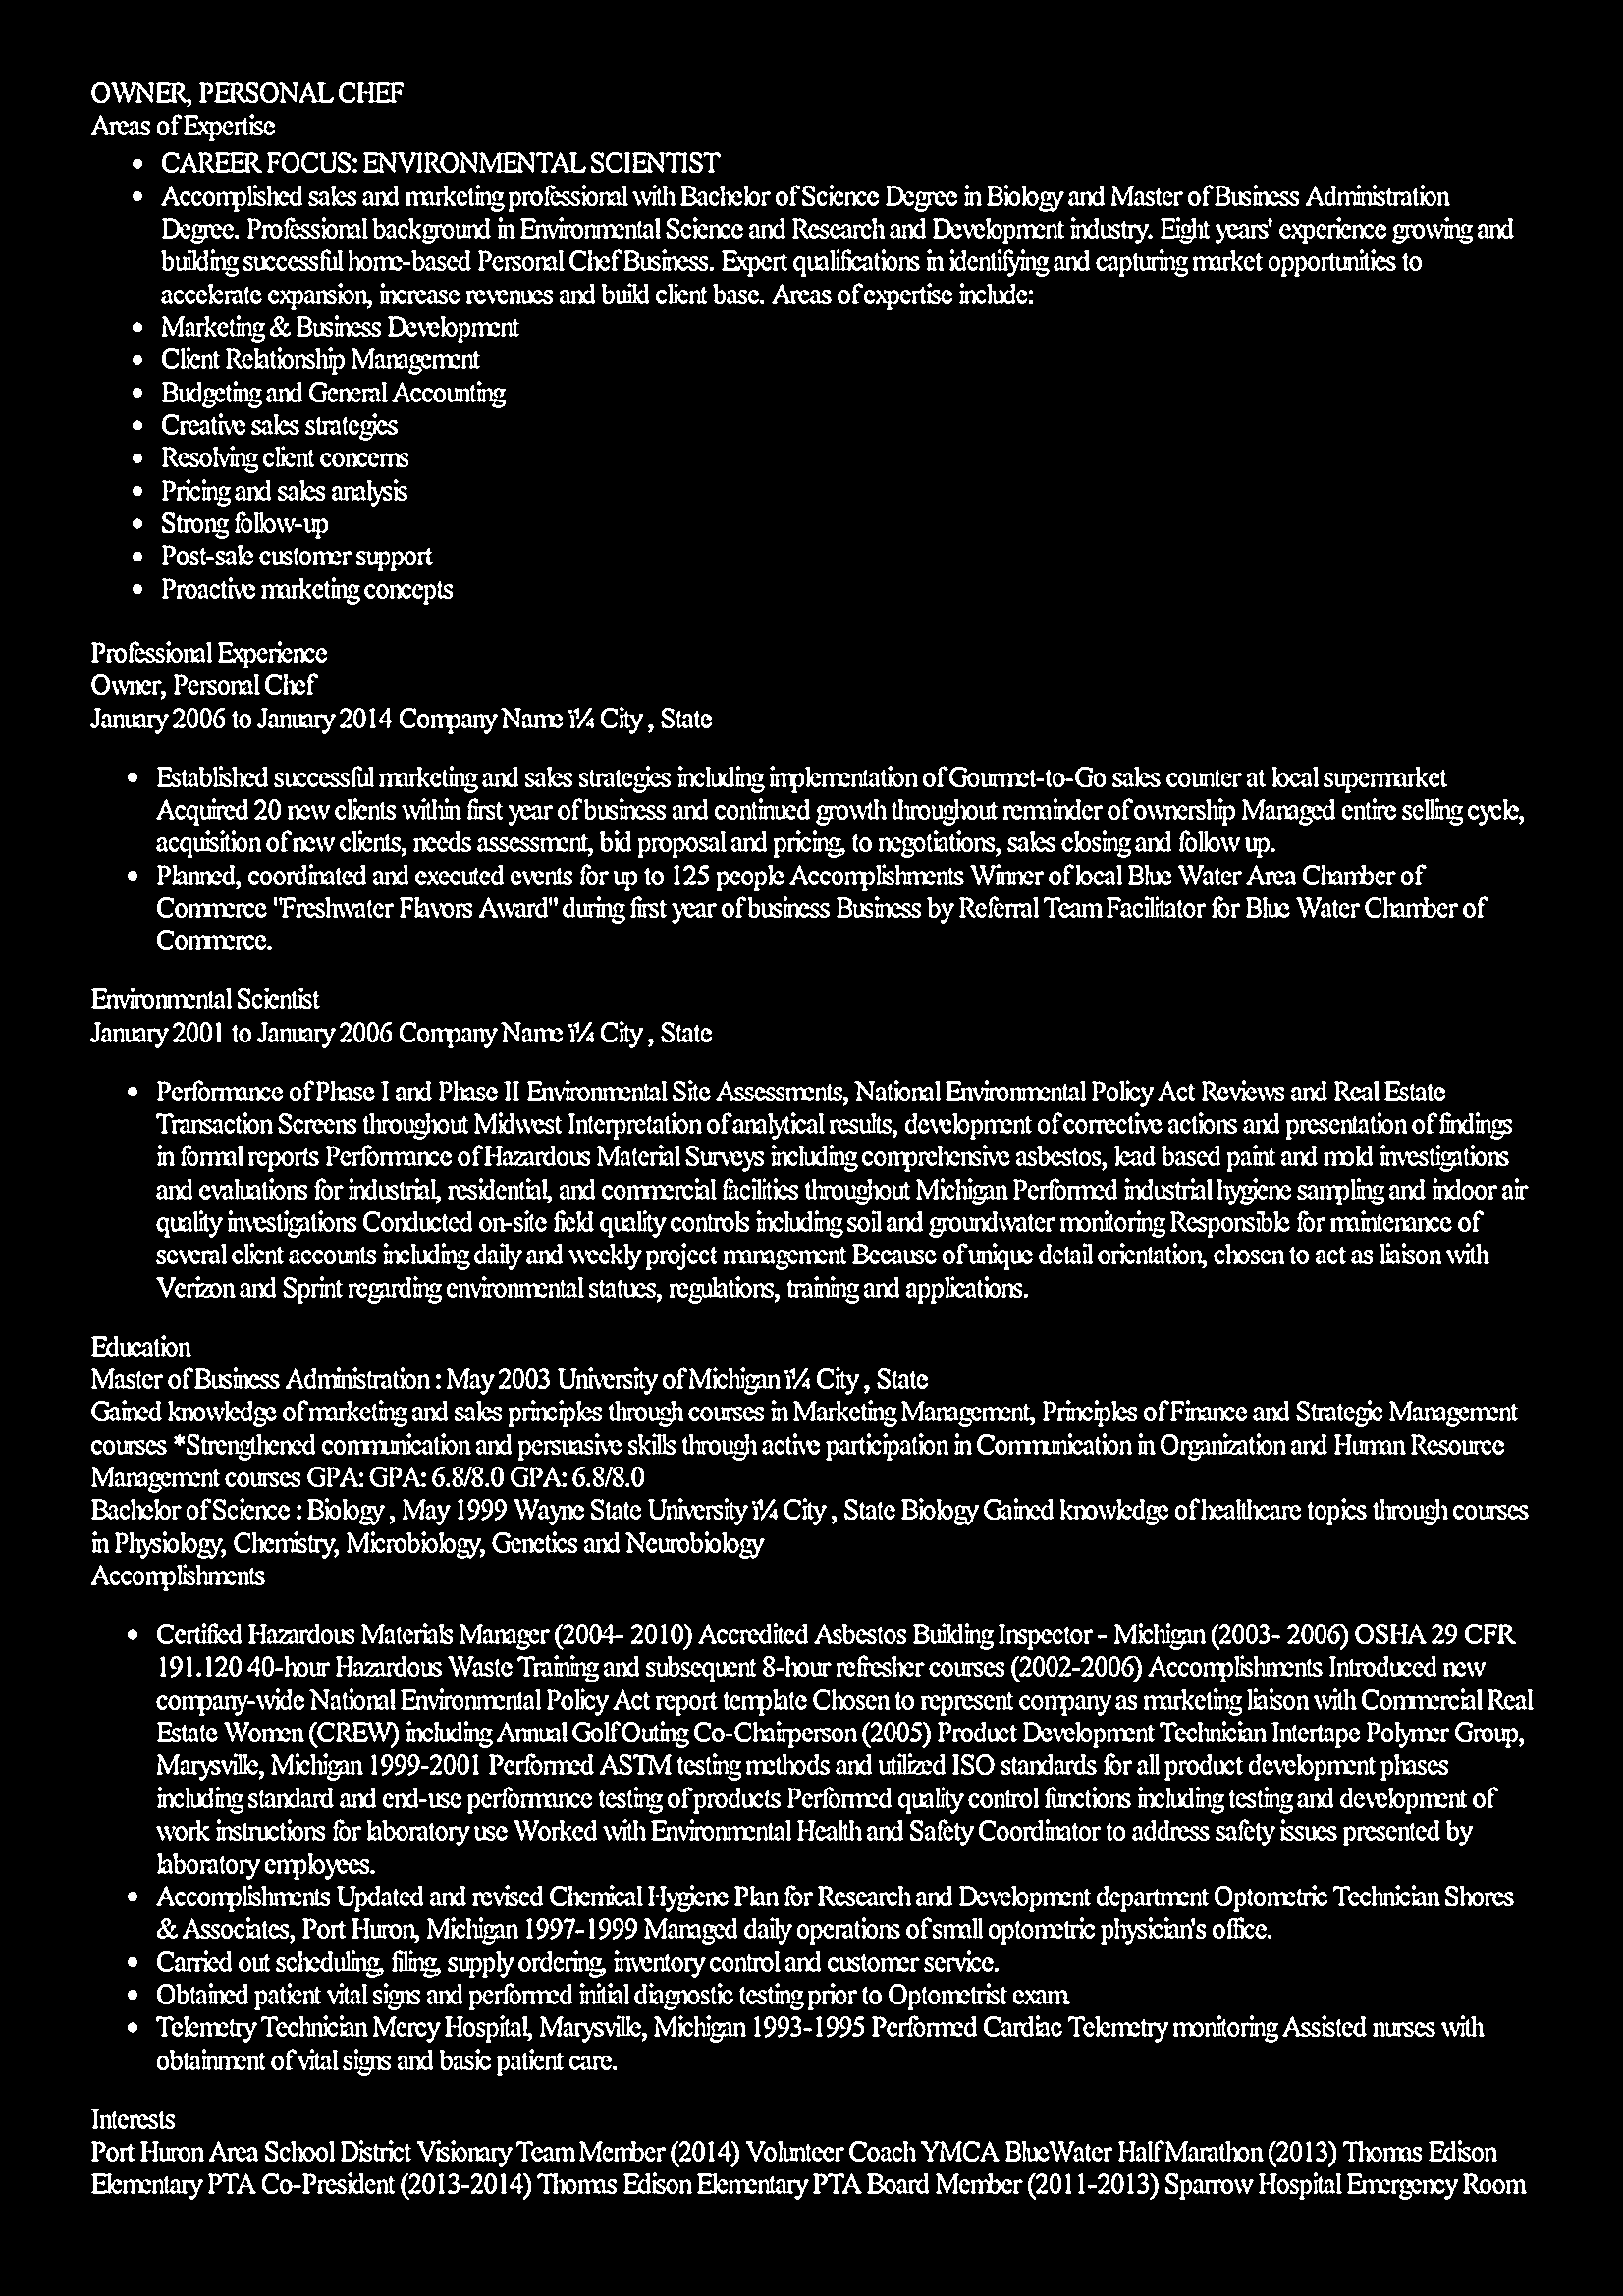 OWNER, PERSONAL CHEF
Areas of Expertise
• CAREER FOCUS: ENVIRONMENTAL SCIENTIST
• Accomplished sales and marketing professional with Bachelor of Science Degree in Biology and Master of Business Administration
Degree. Professional background in Environmental Science and Research and Development industry. Eight years' experience growing and
building successful home-based Personal Chef Business. Expert qualifications in identifying and capturing market opportunities to
accelerate expansion, increase revenues and build client base. Areas of expertise include:
• Marketing & Business Development
• Client Relationship Management
• Budgeting and General Accounting
• Creative sales strategies
• Resolving client concerns
• Pricing and sales analysis
• Strong follow-up
• Post-sale customer support
• Proactive marketing concepts
Professional Experience
Owner, Personal Chef
January 2006 to January 2014 Company Name ï¼ City , State
• Established successful marketing and sales strategies including implementation of Gourmet-to-Go sales counter at local supermarket
Acquired 20 new clients within first year of business and continued growth throughout remainder of ownership Managed entire selling cycle,
acquisition of new clients, needs assessment, bid proposal and pricing, to negotiations, sales closing and follow up.
• Planned, coordinated and executed events for up to 125 people Accomplishments Winner of local Blue Water Area Chamber of
Commerce "Freshwater Flavors Award" during first year of business Business by Referral Team Facilitator for Blue Water Chamber of
Commerce.
Environmental Scientist
January 2001 to January 2006 Company Name ï¼ City , State
• Performance of Phase I and Phase II Environmental Site Assessments, National Environmental Policy Act Reviews and Real Estate
Transaction Screens throughout Midwest Interpretation of analytical results, development of corrective actions and presentation of findings
in formal reports Performance of Hazardous Material Surveys including comprehensive asbestos, lead based paint and mold investigations
and evaluations for industrial, residential, and commercial facilities throughout Michigan Performed industrial hygiene sampling and indoor air
quality investigations Conducted on-site field quality controls including soil and groundwater monitoring Responsible for maintenance of
several client accounts including daily and weekly project management Because of unique detail orientation, chosen to act as liaison with
Verizon and Sprint regarding environmental statues, regulations, training and applications.
Education
Master of Business Administration : May 2003 University of Michigan ï¼ City , State
Gained knowledge of marketing and sales principles through courses in Marketing Management, Principles of Finance and Strategic Management
courses *Strengthened communication and persuasive skills through active participation in Communication in Organization and Human Resource
Management courses GPA: GPA: 6.8/8.0 GPA: 6.8/8.0
Bachelor of Science : Biology , May 1999 Wayne State University ï¼ City , State Biology Gained knowledge of healthcare topics through courses
in Physiology, Chemistry, Microbiology, Genetics and Neurobiology
Accomplishments
• Certified Hazardous Materials Manager (2004- 2010) Accredited Asbestos Building Inspector - Michigan (2003- 2006) OSHA 29 CFR
191.120 40-hour Hazardous Waste Training and subsequent 8-hour refresher courses (2002-2006) Accomplishments Introduced new
company-wide National Environmental Policy Act report template Chosen to represent company as marketing liaison with Commercial Real
Estate Women (CREW) including Annual Golf Outing Co-Chairperson (2005) Product Development Technician Intertape Polymer Group,
Marysville, Michigan 1999-2001 Performed ASTM testing methods and utilized ISO standards for all product development phases
including standard and end-use performance testing of products Performed quality control functions including testing and development of
work instructions for laboratory use Worked with Environmental Health and Safety Coordinator to address safety issues presented by
laboratory employees.
• Accomplishments Updated and revised Chemical Hygiene Plan for Research and Development department Optometric Technician Shores
& Associates, Port Huron, Michigan 1997-1999 Managed daily operations of small optometric physician's office.
• Carried out scheduling, filing, supply ordering, inventory control and customer service.
• Obtained patient vital signs and performed initial diagnostic testing prior to Optometrist exam.
• Telemetry Technician Mercy Hospital, Marysville, Michigan 1993-1995 Performed Cardiac Telemetry monitoring Assisted nurses with
obtainment of vital signs and basic patient care.
Interests
Port Huron Area School District Visionary Team Member (2014) Volunteer Coach YMCA BlueWater Half Marathon (2013) Thomas Edison
Elementary PTA Co-President (2013-2014) Thomas Edison Elementary PTA Board Member (2011-2013) Sparrow Hospital Emergency Room